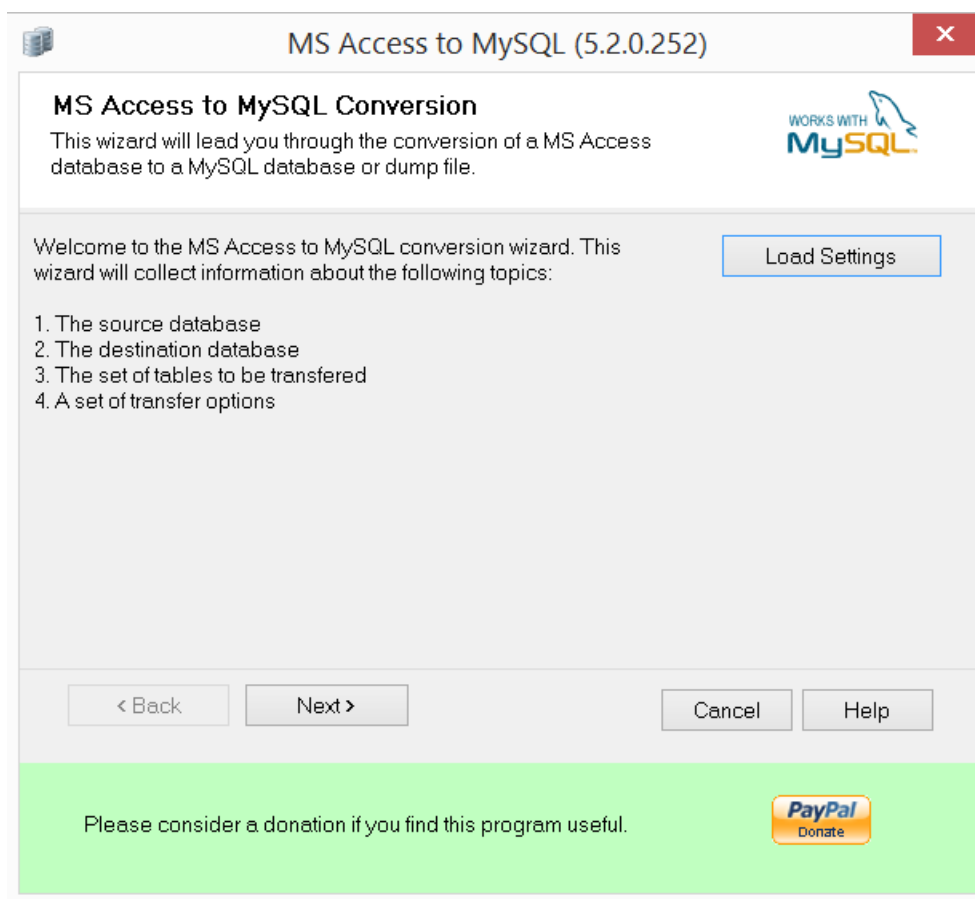 MS Access to MySQL (5.2.0.252)
MS Access to MySQL Conversion
This wizard will lead you through the conversion of a MS Access
database to a MySQL database or dump file.
WORKS WITH
MySQL
Welcome to the MS Access to MySQL conversion wizard. This
wizard will collect information about the following topics:
Load Settings
1. The source database
2. The destination database
3. The set of tables to be transfered
4. A set of transfer options
< Back
Next >
Cancel
Help
Please consider a donation if you find this program useful.
PayPal
Donate